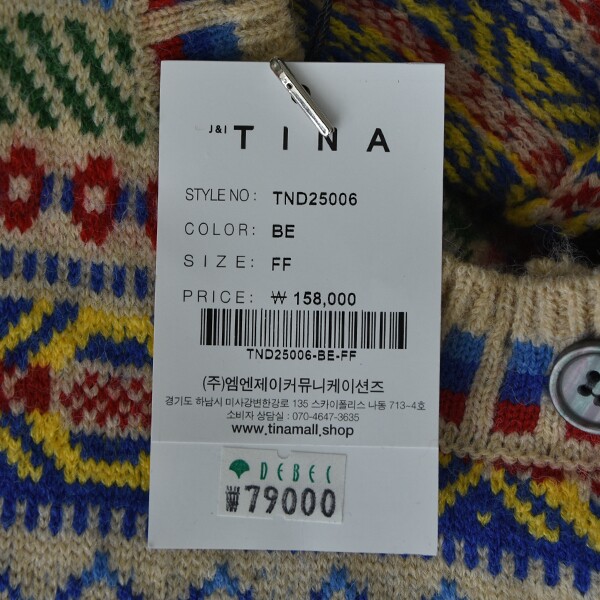 J&I TINA
STYLE NO : TND25006
COLOR: BE
SIZE: FF
PRICE: ₩ 158,000
TND25006-BE-FF
(주)엠엔제이커뮤니케이션즈
경기도 하남시 미사강변한강로 135 스카이폴리스 나동 713-4호
소비자 상담실 : 070-4647-3635
www.tinamall.shop
DEBEC
₩79000